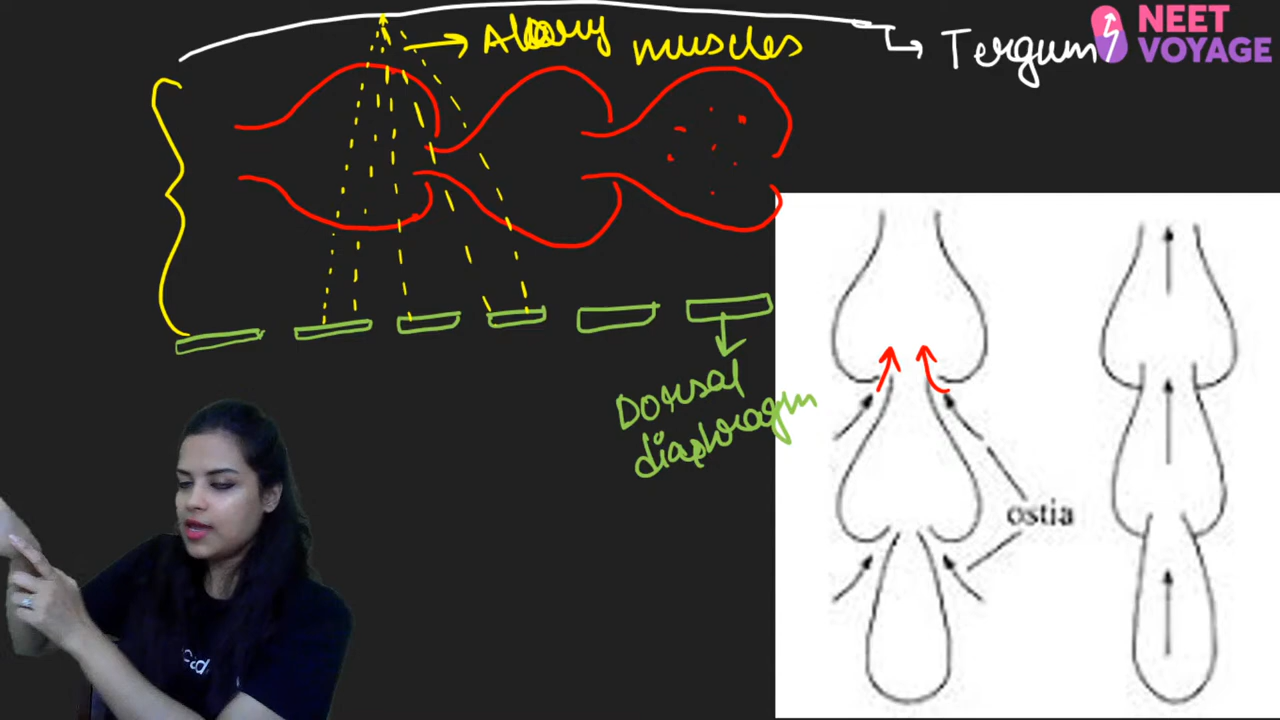 Alary muscles
Tergum
NEET
VOYAGE
Dorsal
diaphragm
ostia